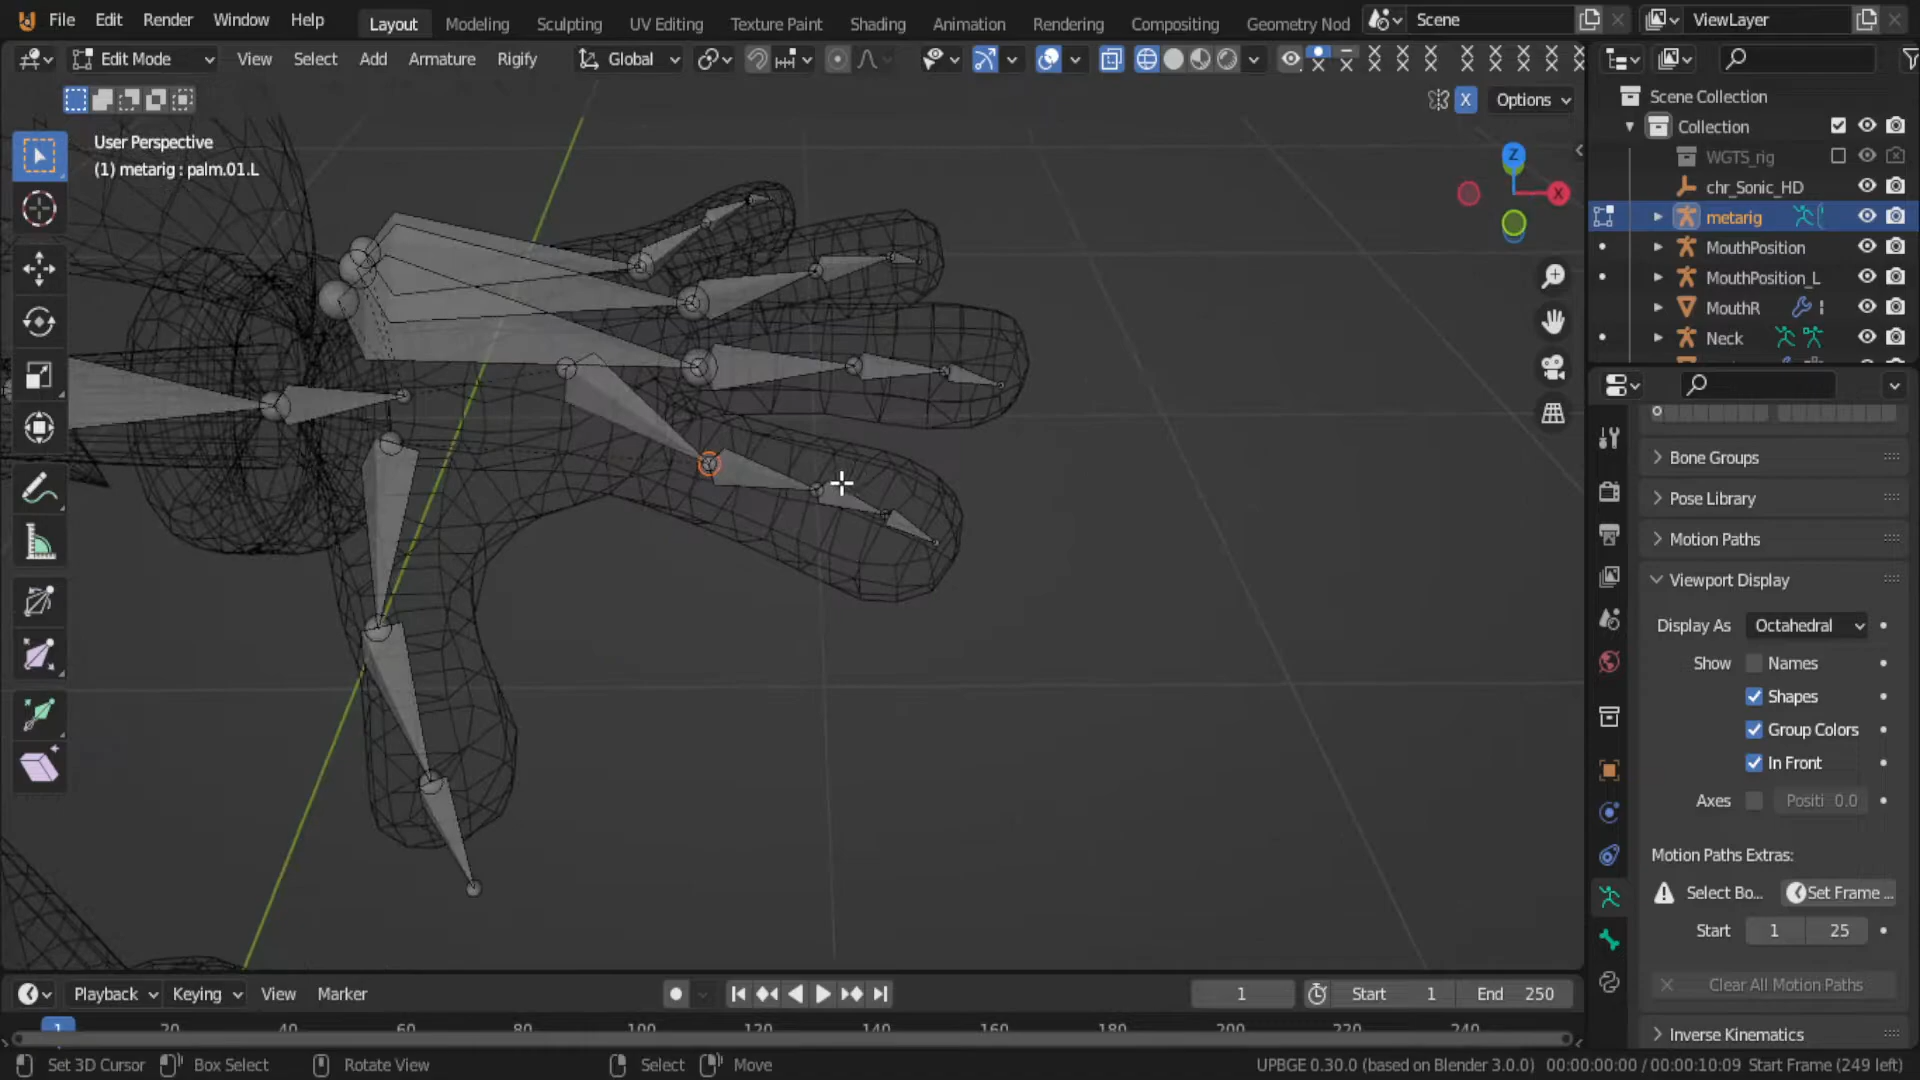 File Edit Render Window Help Layout Modeling Sculpting UV Editing Texture Paint Shading Animation Rendering Compositing Geometry Nod Scene ViewLayer
Edit Mode View Select Add Armature Rigify Global
X Options
User Perspective
(1) metarig : palm.01.L
Z
X
Scene Collection
Collection
WGTS_rig
chr_Sonic_HD
metarig
MouthPosition
MouthPosition_L
MouthR
Neck
Bone Groups
Pose Library
Motion Paths
Viewport Display
Display As Octahedral
Show Names
Shapes
Group Colors
In Front
Axes Positi 0.0
Motion Paths Extras:
Select Bo... Set Frame ...
Start 1 25
Clear All Motion Paths
Inverse Kinematics
Playback Keying View Marker 1 Start 1 End 250
1 20 40 60 80 100 120 140 160 180 200 220 240
Set 3D Cursor Box Select Rotate View Select Move UPBGE 0.30.0 (based on Blender 3.0.0) 00:00:00:00 / 00:00:10:09 Start Frame (249 left)